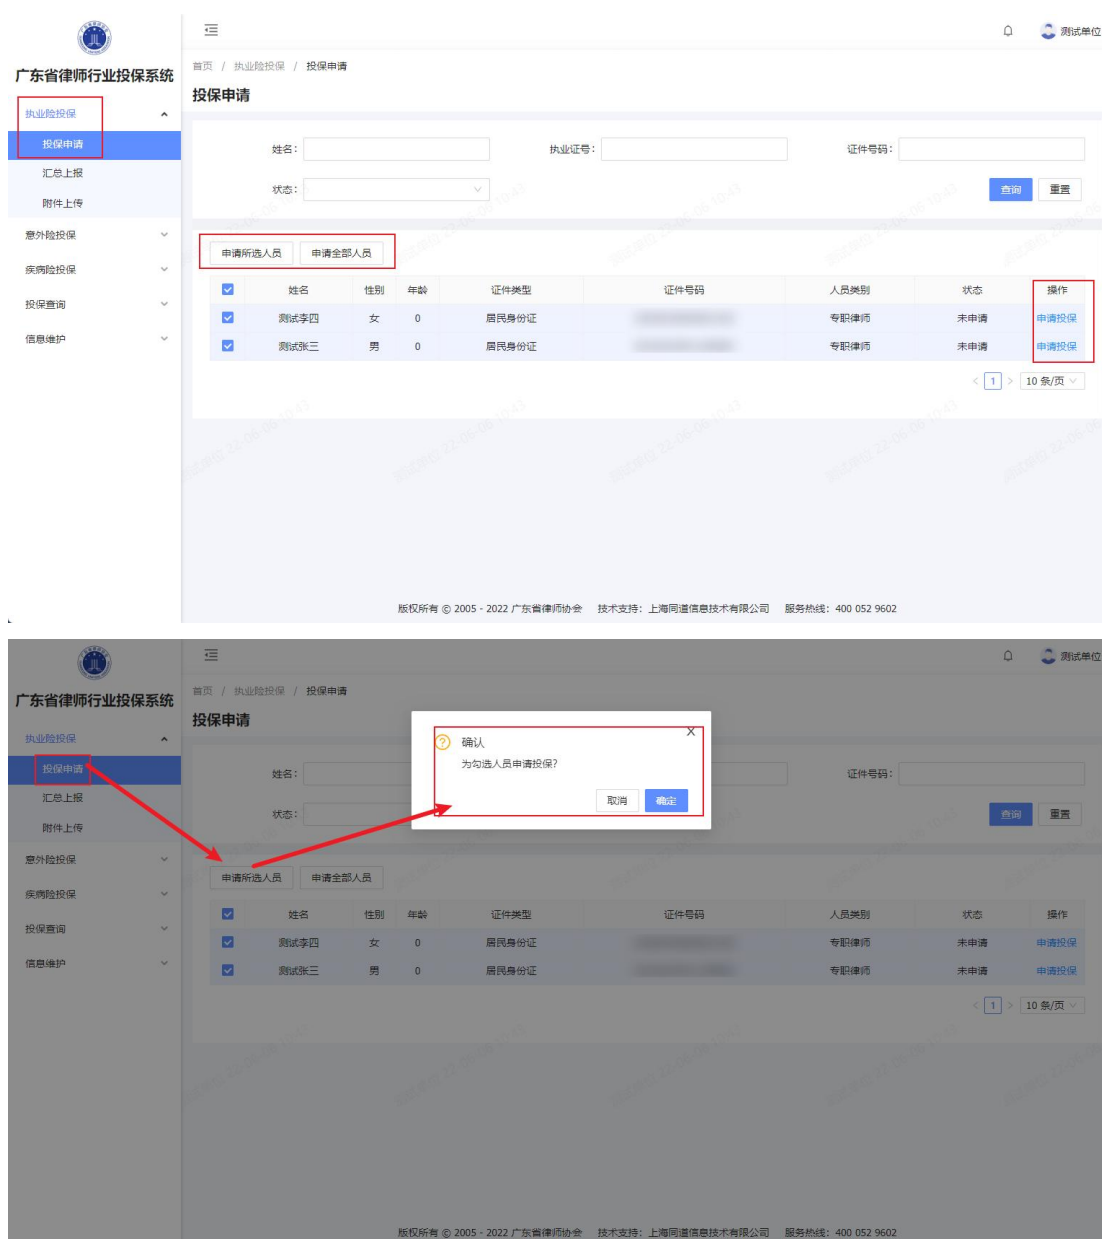 测试单位
广东省律师行业投保系统
首页 / 执业险投保 / 投保申请
投保申请
执业险投保
投保申请
汇总上报
附件上传
意外险投保
疾病险投保
投保查询
信息维护
姓名: 执业证号: 证件号码:
状态: 查询 重置
申请所选人员 申请全部人员
姓名 性别 年龄 证件类型 证件号码 人员类别 状态 操作
测试李四 女 0 居民身份证 专职律师 未申请 申请投保
测试张三 男 0 居民身份证 专职律师 未申请 申请投保
< 1 > 10 条/页
版权所有 © 2005 - 2022 广东省律师协会 技术支持：上海同道信息技术有限公司 服务热线：400 052 9602
测试单位
广东省律师行业投保系统
首页 / 执业险投保 / 投保申请
投保申请
执业险投保
投保申请
汇总上报
附件上传
意外险投保
疾病险投保
投保查询
信息维护
确认 X
为勾选人员申请投保?
取消 确定
姓名: 证件号码:
状态: 查询 重置
申请所选人员 申请全部人员
姓名 性别 年龄 证件类型 证件号码 人员类别 状态 操作
测试李四 女 0 居民身份证 专职律师 未申请 申请投保
测试张三 男 0 居民身份证 专职律师 未申请 申请投保
< 1 > 10 条/页
版权所有 © 2005 - 2022 广东省律师协会 技术支持：上海同道信息技术有限公司 服务热线：400 052 9602